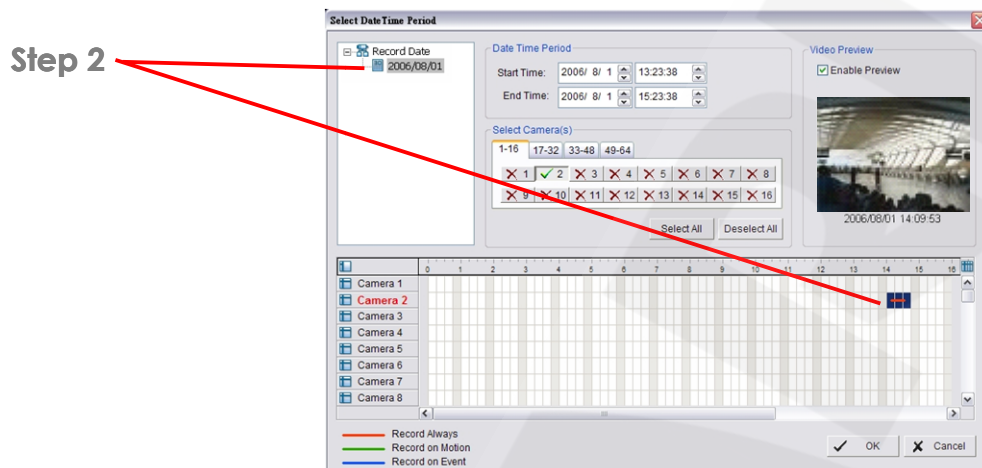 Select DateTime Period
Step 2
Record Date
2006/08/01
Date Time Period
Start Time: 2006/ 8/ 1 13:23:38
End Time: 2006/ 8/ 1 15:23:38
Select Camera(s)
1-16 17-32 33-48 49-64
1 2 3 4 5 6 7 8
9 10 11 12 13 14 15 16
Select All Deselect All
Video Preview
Enable Preview
2006/08/01 14:09:53
0 1 2 3 4 5 6 7 8 9 10 11 12 13 14 15 16
Camera 1
Camera 2
Camera 3
Camera 4
Camera 5
Camera 6
Camera 7
Camera 8
Record Always
Record on Motion
Record on Event
OK Cancel